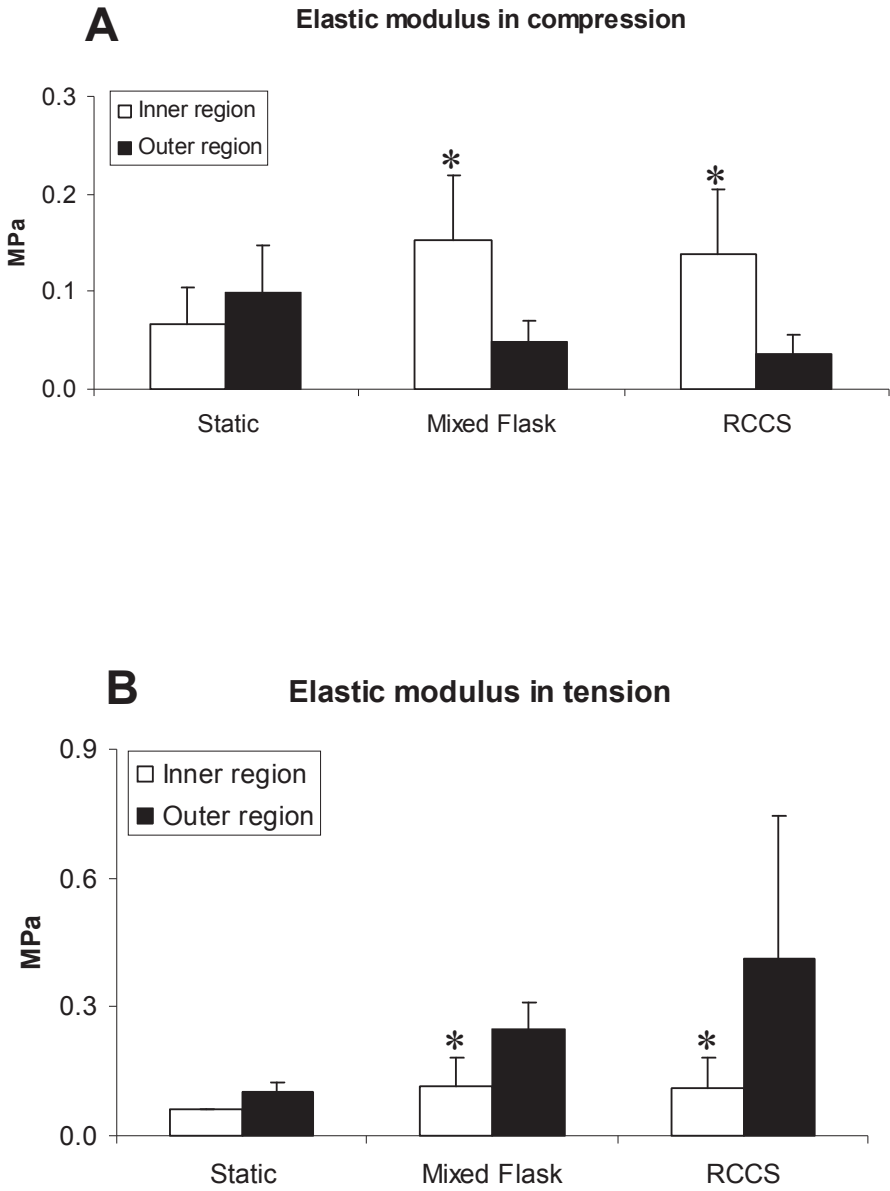 A
Elastic modulus in compression
0.3
Inner region
Outer region
*
*
0.2
MPa
0.1
0.0
Static
Mixed Flask
RCCS
B
Elastic modulus in tension
0.9
Inner region
Outer region
0.6
MPa
0.3
*
*
0.0
Static
Mixed Flask
RCCS